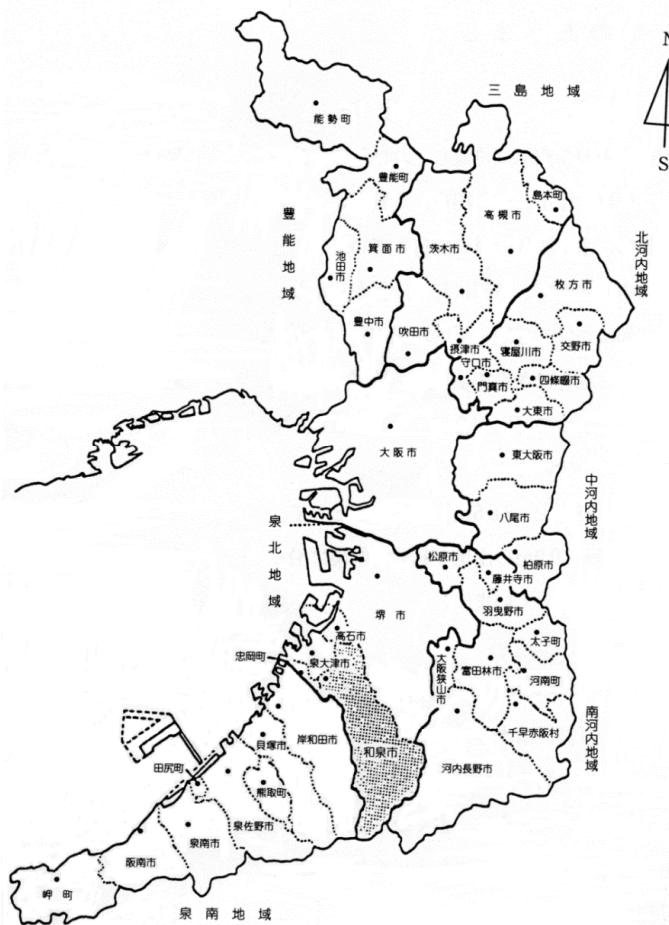 N
三島地域
能勢町
S
豊能町
島本町
高槻市
豊能地域
箕面市
茨木市
北河内地域
池田市
枚方市
豊中市
吹田市
摂津市
寝屋川市
交野市
守口市
門真市
四條畷市
大東市
大阪市
東大阪市
中河内地域
八尾市
泉北地域
松原市
柏原市
藤井寺市
堺市
羽曳野市
高石市
太子町
忠岡町
泉大津市
大阪狭山市
富田林市
河南町
南河内地域
千早赤阪村
岸和田市
貝塚市
和泉市
田尻町
河内長野市
熊取町
泉佐野市
泉南市
阪南市
岬町
泉南地域